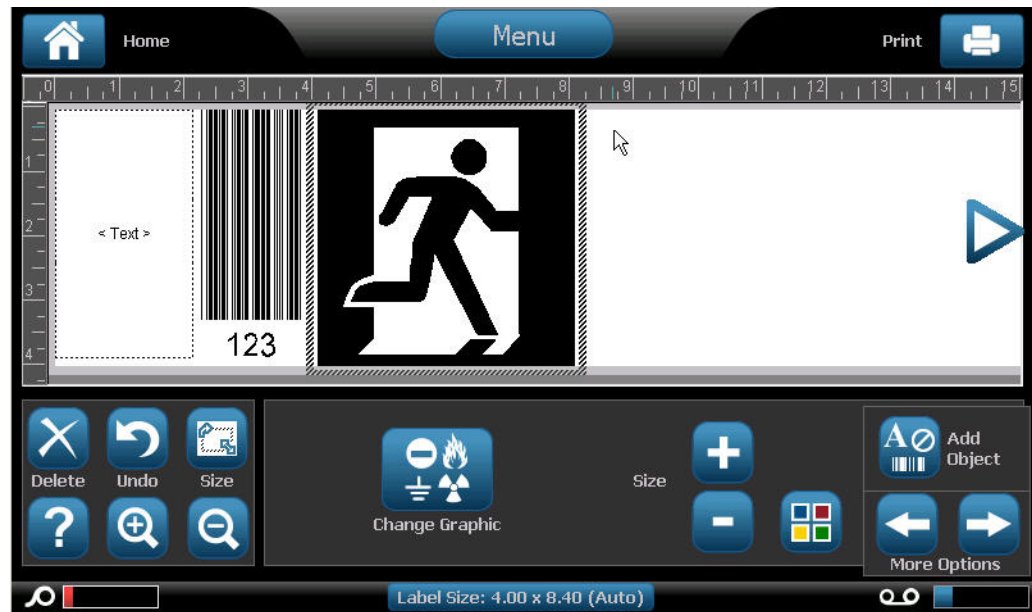 Home
Menu
Print
0 1 2 3 4 5 6 7 8 9 10 11 12 13 14 15
1
2
3
4
< Text >
123
Delete
Undo
Size
Change Graphic
Size
A
Add
Object
More Options
Label Size: 4.00 x 8.40 (Auto)